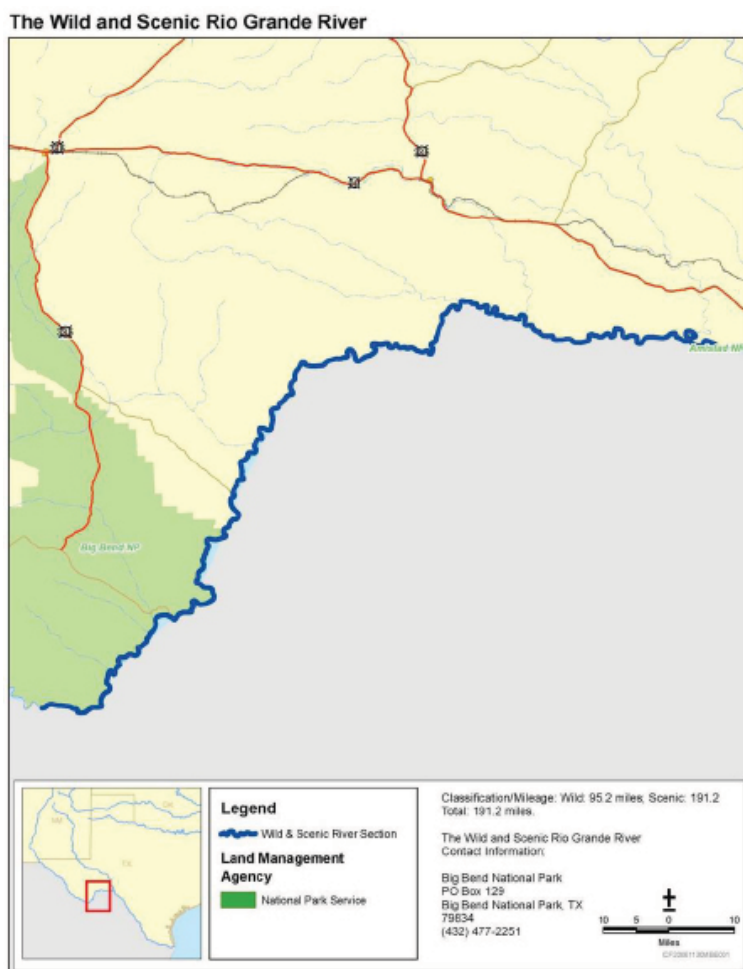 The Wild and Scenic Rio Grande River
Amistad NP
Big Bend NP
NM
OK
TX
Legend
Wild & Scenic River Section
Land Management
Agency
National Park Service
Classification/Mileage: Wild: 95.2 miles, Scenic: 191.2
Total: 191.2 miles.
The Wild and Scenic Rio Grande River
Contact Information:
Big Bend National Park
PO Box 129
Big Bend National Park, TX
79834
(432) 477-2251
10 5 0 10
Miles